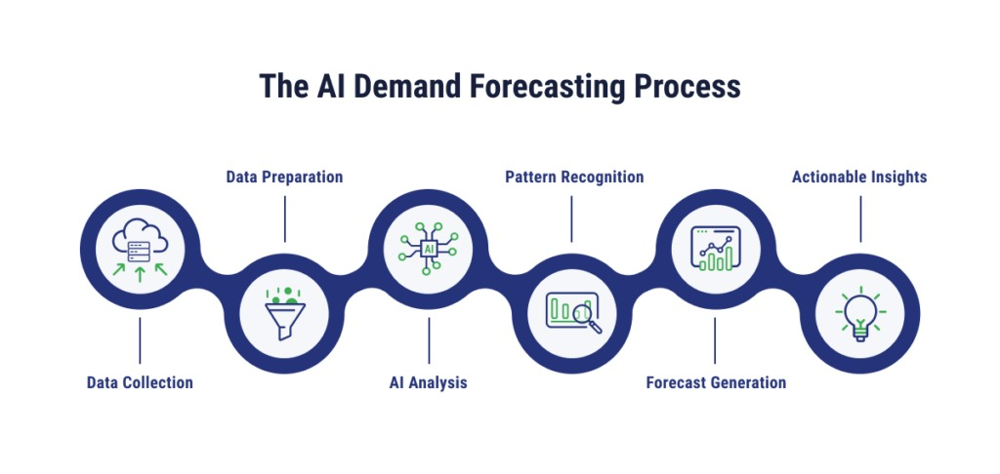 The AI Demand Forecasting Process
Data Collection
Data Preparation
AI
AI Analysis
Pattern Recognition
Forecast Generation
Actionable Insights